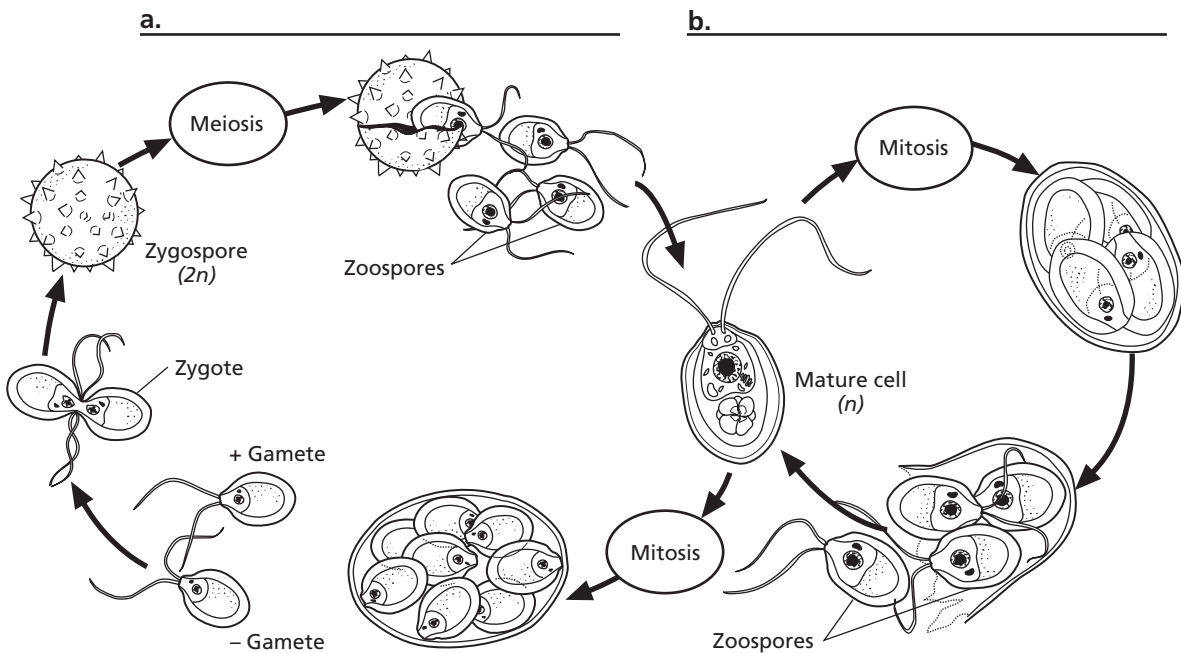 a.
b.
Meiosis
Mitosis
Zygospore
(2n)
Zoospores
Zygote
Mature cell
(n)
+ Gamete
Mitosis
– Gamete
Zoospores